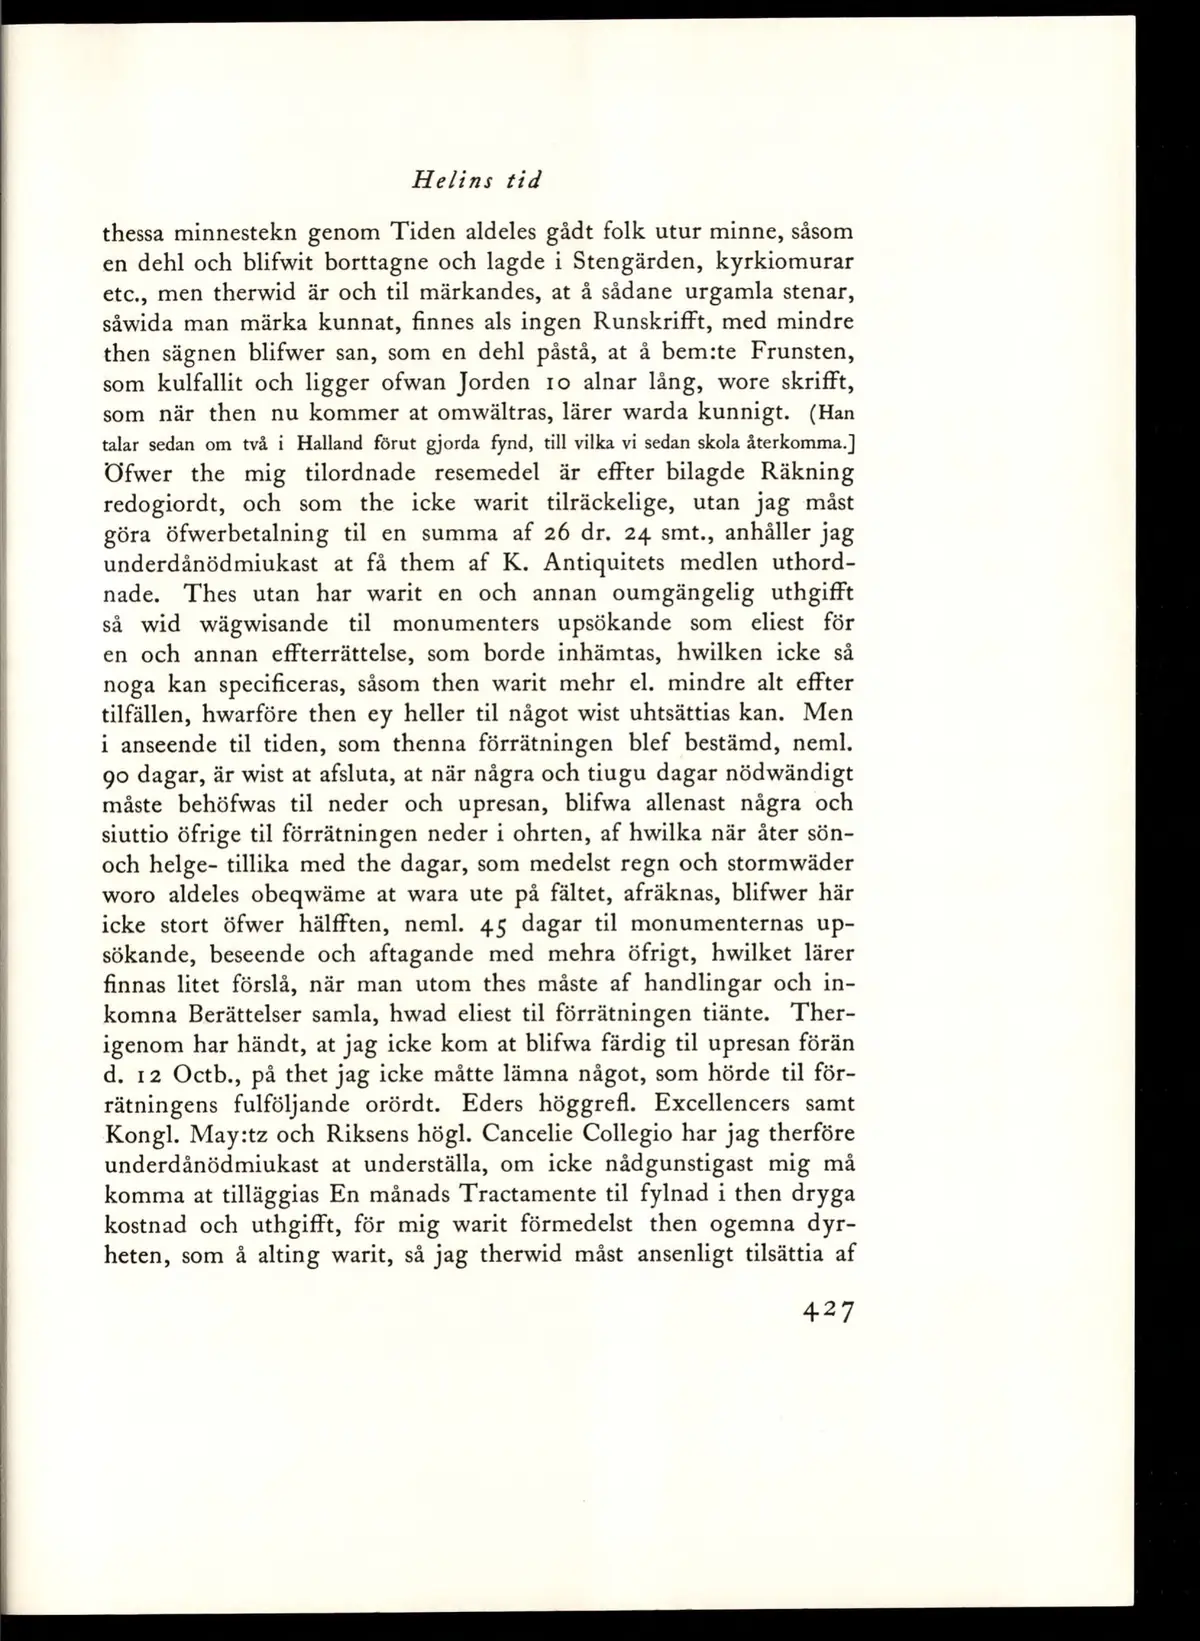 Helins tid
thessa minnestekn genom Tiden aldeles gådt folk utur minne, såsom
en dehl och blifwit borttagne och lagde i Stengärden, kyrkiomurar
etc., men therwid är och til märkandes, at å sådane urgamla stenar,
såwida man märka kunnat, finnes als ingen Runskrifft, med mindre
then sägnen blifwer san, som en dehl påstå, at å bem:te Frunsten,
som kulfallit och ligger ofwan Jorden 10 alnar lång, wore skrifft,
som när then nu kommer at omwältras, lärer warda kunnigt. (Han
talar sedan om två i Halland förut gjorda fynd, till vilka vi sedan skola återkomma.]
Öfwer the mig tilordnade resemedel är effter bilagde Räkning
redogiordt, och som the icke warit tilräckelige, utan jag måst
göra öfwerbetalning til en summa af 26 dr. 24 smt., anhåller jag
underdånödmiukast at få them af K. Antiquitets medlen uthord-
nade. Thes utan har warit en och annan oumgängelig uthgifft
så wid wägwisande til monumenters upsökande som eliest för
en och annan effterrättelse, som borde inhämtas, hwilken icke så
noga kan specificeras, såsom then warit mehr el. mindre alt effter
tilfällen, hwarföre then ey heller til något wist uhtsättias kan. Men
i anseende til tiden, som thenna förrätningen blef bestämd, neml.
90 dagar, är wist at afsluta, at när några och tiugu dagar nödwändigt
måste behöfwas til neder och upresan, blifwa allenast några och
siuttio öfrige til förrätningen neder i ohrten, af hwilka när åter sön-
och helge- tillika med the dagar, som medelst regn och stormwäder
woro aldeles obeqwäme at wara ute på fältet, afräknas, blifwer här
icke stort öfwer hälfften, neml. 45 dagar til monumenternas up-
sökande, beseende och aftagande med mehra öfrigt, hwilket lärer
finnas litet förslå, när man utom thes måste af handlingar och in-
komna Berättelser samla, hwad eliest til förrätningen tiänte. Ther-
igenom har händt, at jag icke kom at blifwa färdig til upresan förän
d. 12 Octb., på thet jag icke måtte lämna något, som hörde til för-
rätningens fulföljande orördt. Eders höggrefl. Excellencers samt
Kongl. May:tz och Riksens högl. Cancelie Collegio har jag therföre
underdånödmiukast at underställa, om icke nådgunstigast mig må
komma at tilläggias En månads Tractamente til fylnad i then dryga
kostnad och uthgifft, för mig warit förmedelst then ogemna dyr-
heten, som å alting warit, så jag therwid måst ansenligt tilsättia af
427